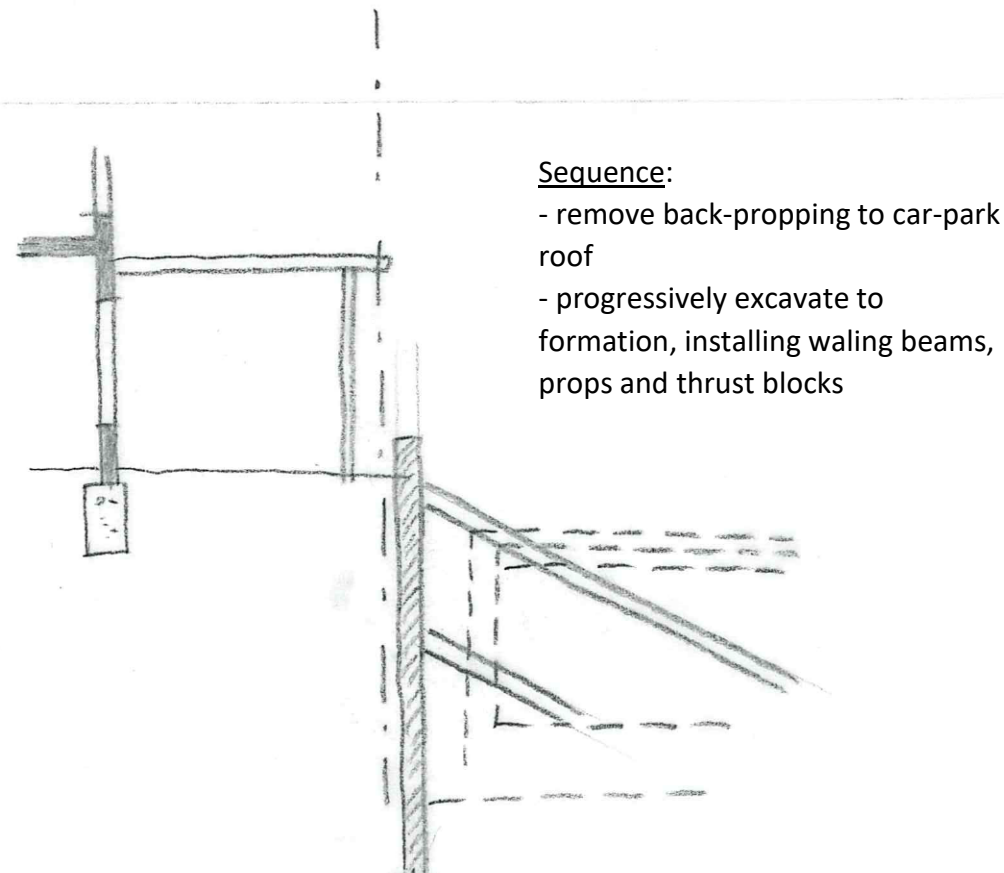 Sequence:
- remove back-propping to car-park
roof
- progressively excavate to
formation, installing waling beams,
props and thrust blocks